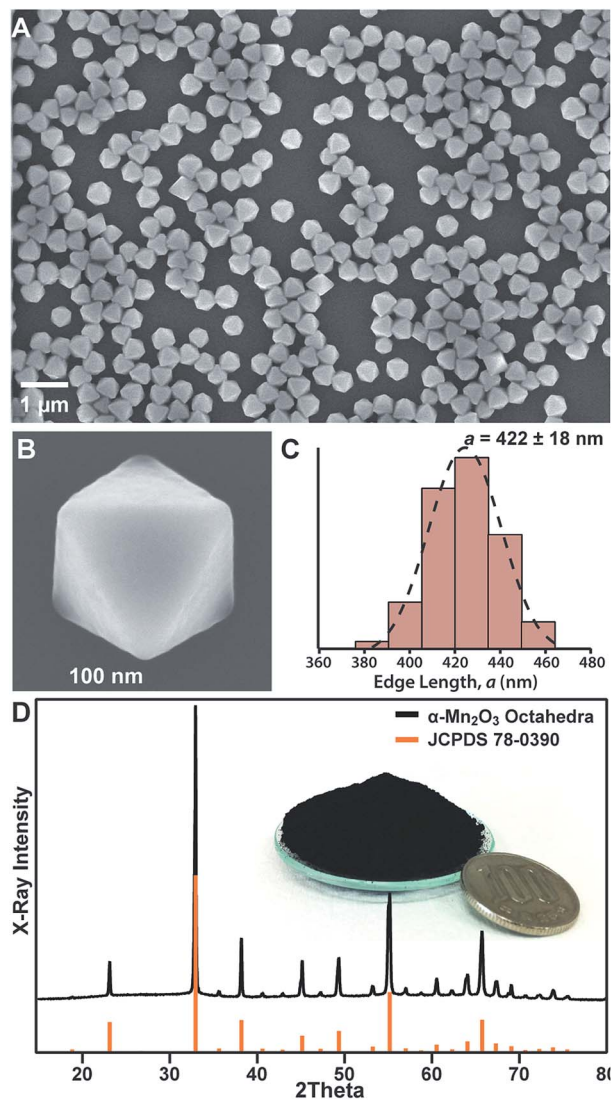 A
1 µm
B
100 nm
C
a = 422 ± 18 nm
360 380 400 420 440 460 480
Edge Length, a (nm)
D
α-Mn₂O₃ Octahedra
JCPDS 78-0390
100
X-Ray Intensity
20 30 40 50 60 70 80
2Theta